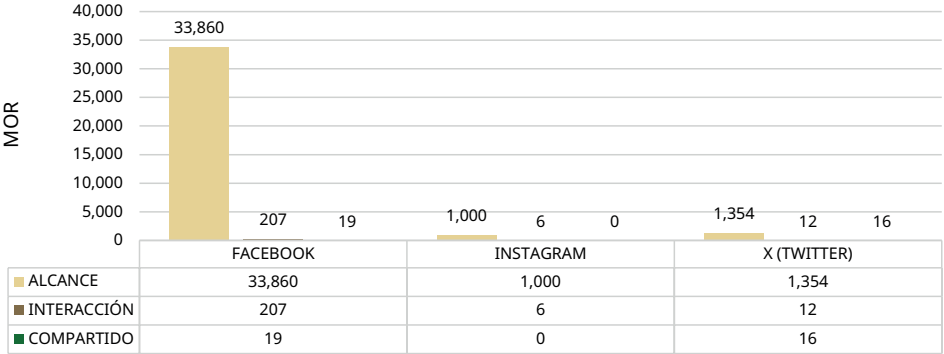 40,000
35,000
30,000
25,000
20,000
15,000
10,000
5,000
0
MOR
33,860 207 19 1,000 6 0 1,354 12 16
FACEBOOK INSTAGRAM X (TWITTER)
ALCANCE 33,860 1,000 1,354
INTERACCIÓN 207 6 12
COMPARTIDO 19 0 16